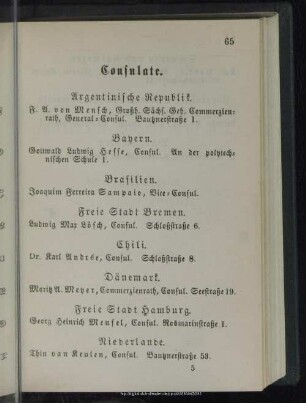 65
Consulate.
Argentinische Republik.
F. A. von Mensch, Großh. Sächs. Geh. Commerzien-
rath, General-Consul. Bautznerstraße 1.
Bayern.
Gottwald Ludwig Hesse, Consul. An der polytech-
nischen Schule 1.
Brasilien.
Joaquim Ferreira Sampaio, Vice-Consul.
Freie Stadt Bremen.
Ludwig Max Lösch, Consul. Schloßstraße 6.
Chili.
Dr. Karl Andrée, Consul. Schloßstraße 8.
Dänemark.
Moritz A. Meyer, Commerzienrath, Consul. Seestraße 19.
Freie Stadt Hamburg.
Georg Heinrich Meusel, Consul. Rosmarinstraße 1.
Niederlande.
Thin van Keulen, Consul. Bautznerstraße 53.
5